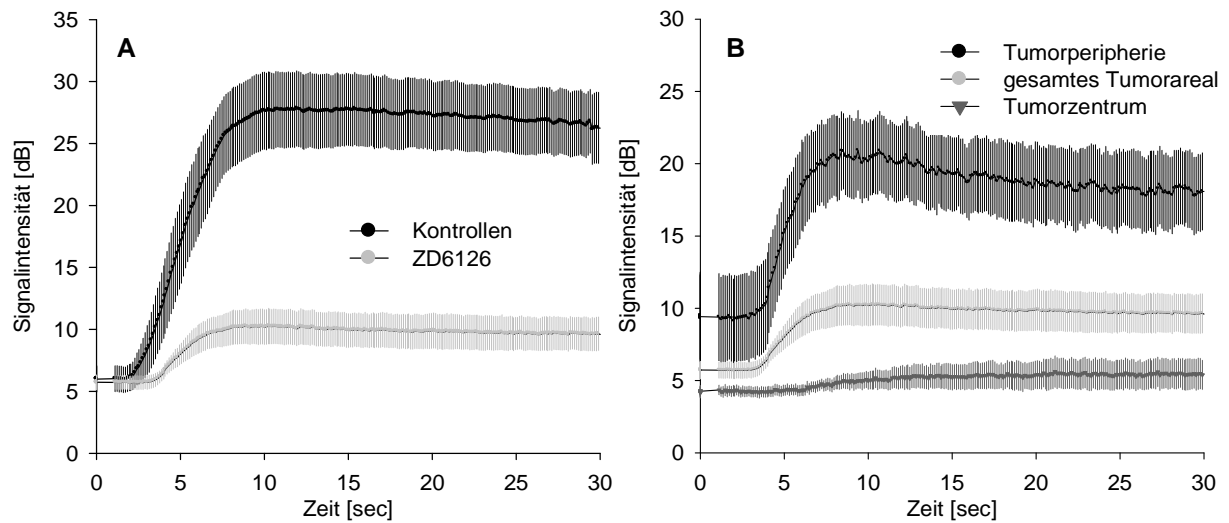 A
35
30
25
20
15
10
5
0
Signalintensität [dB]
Kontrollen
ZD6126
0 5 10 15 20 25 30
Zeit [sec]
B
30
25
20
15
10
5
0
Signalintensität [dB]
Tumorperipherie
gesamtes Tumorareal
Tumorzentrum
0 5 10 15 20 25 30
Zeit [sec]